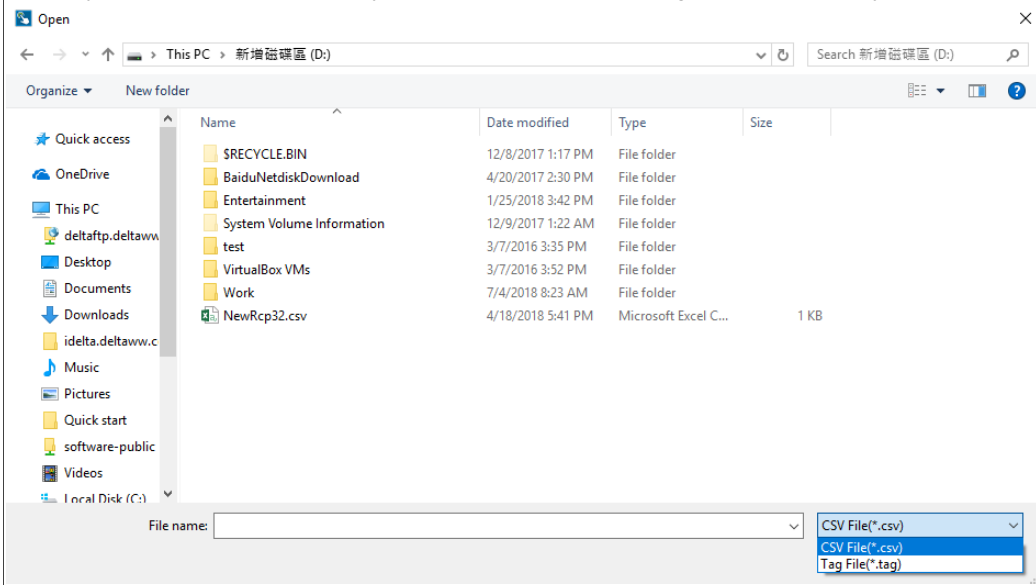 Open
This PC > 新增磁碟區 (D:)
Search 新增磁碟區 (D:)
Organize
New folder
Name
Date modified
Type
Size
Quick access
OneDrive
This PC
deltaftp.deltaww
Desktop
Documents
Downloads
idelta.deltaww.c
Music
Pictures
Quick start
software-public
Videos
Local Disk (C:)
$RECYCLE.BIN 12/8/2017 1:17 PM File folder
BaiduNetdiskDownload 4/20/2017 2:30 PM File folder
Entertainment 1/25/2018 3:42 PM File folder
System Volume Information 12/9/2017 1:22 AM File folder
test 3/7/2016 3:35 PM File folder
VirtualBox VMs 3/7/2016 3:52 PM File folder
Work 7/4/2018 8:23 AM File folder
NewRcp32.csv 4/18/2018 5:41 PM Microsoft Excel C... 1 KB
File name:
CSV File(*.csv)
CSV File(*.csv)
Tag File(*.tag)